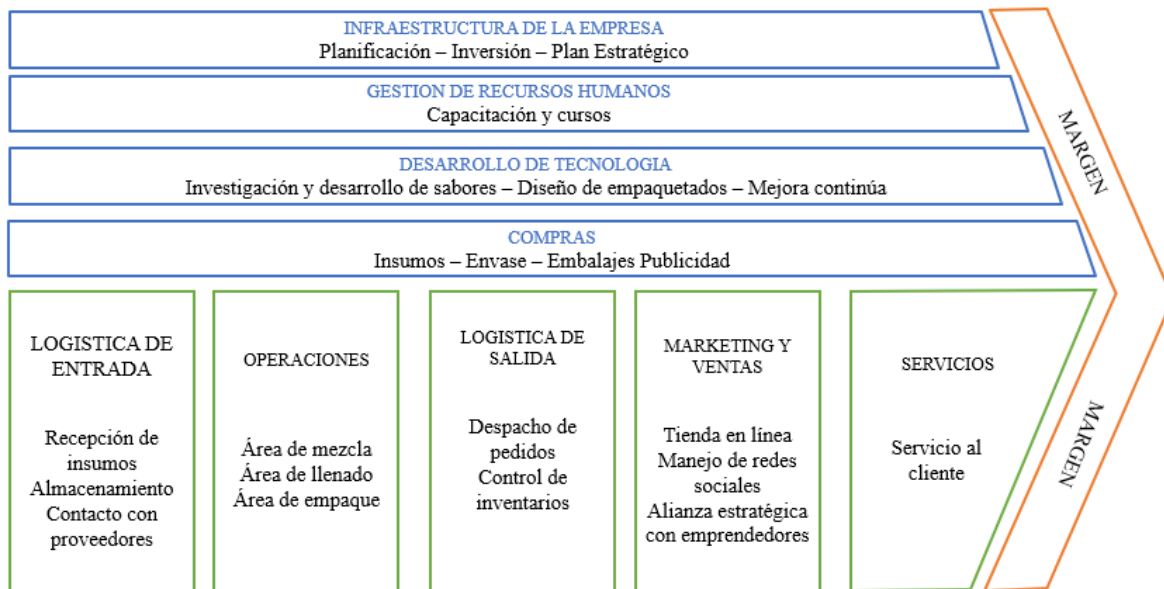 INFRAESTRUCTURA DE LA EMPRESA
Planificación – Inversión – Plan Estratégico
GESTION DE RECURSOS HUMANOS
Capacitación y cursos
DESARROLLO DE TECNOLOGIA
Investigación y desarrollo de sabores – Diseño de empaquetados – Mejora continúa
COMPRAS
Insumos – Envase – Embalajes Publicidad
MARGEN
LOGISTICA DE
ENTRADA
Recepción de
insumos
Almacenamiento
Contacto con
proveedores
OPERACIONES
Área de mezcla
Área de llenado
Área de empaque
LOGISTICA DE
SALIDA
Despacho de
pedidos
Control de
inventarios
MARKETING Y
VENTAS
Tienda en línea
Manejo de redes
sociales
Alianza estratégica
con emprendedores
SERVICIOS
Servicio al
cliente
MARGEN